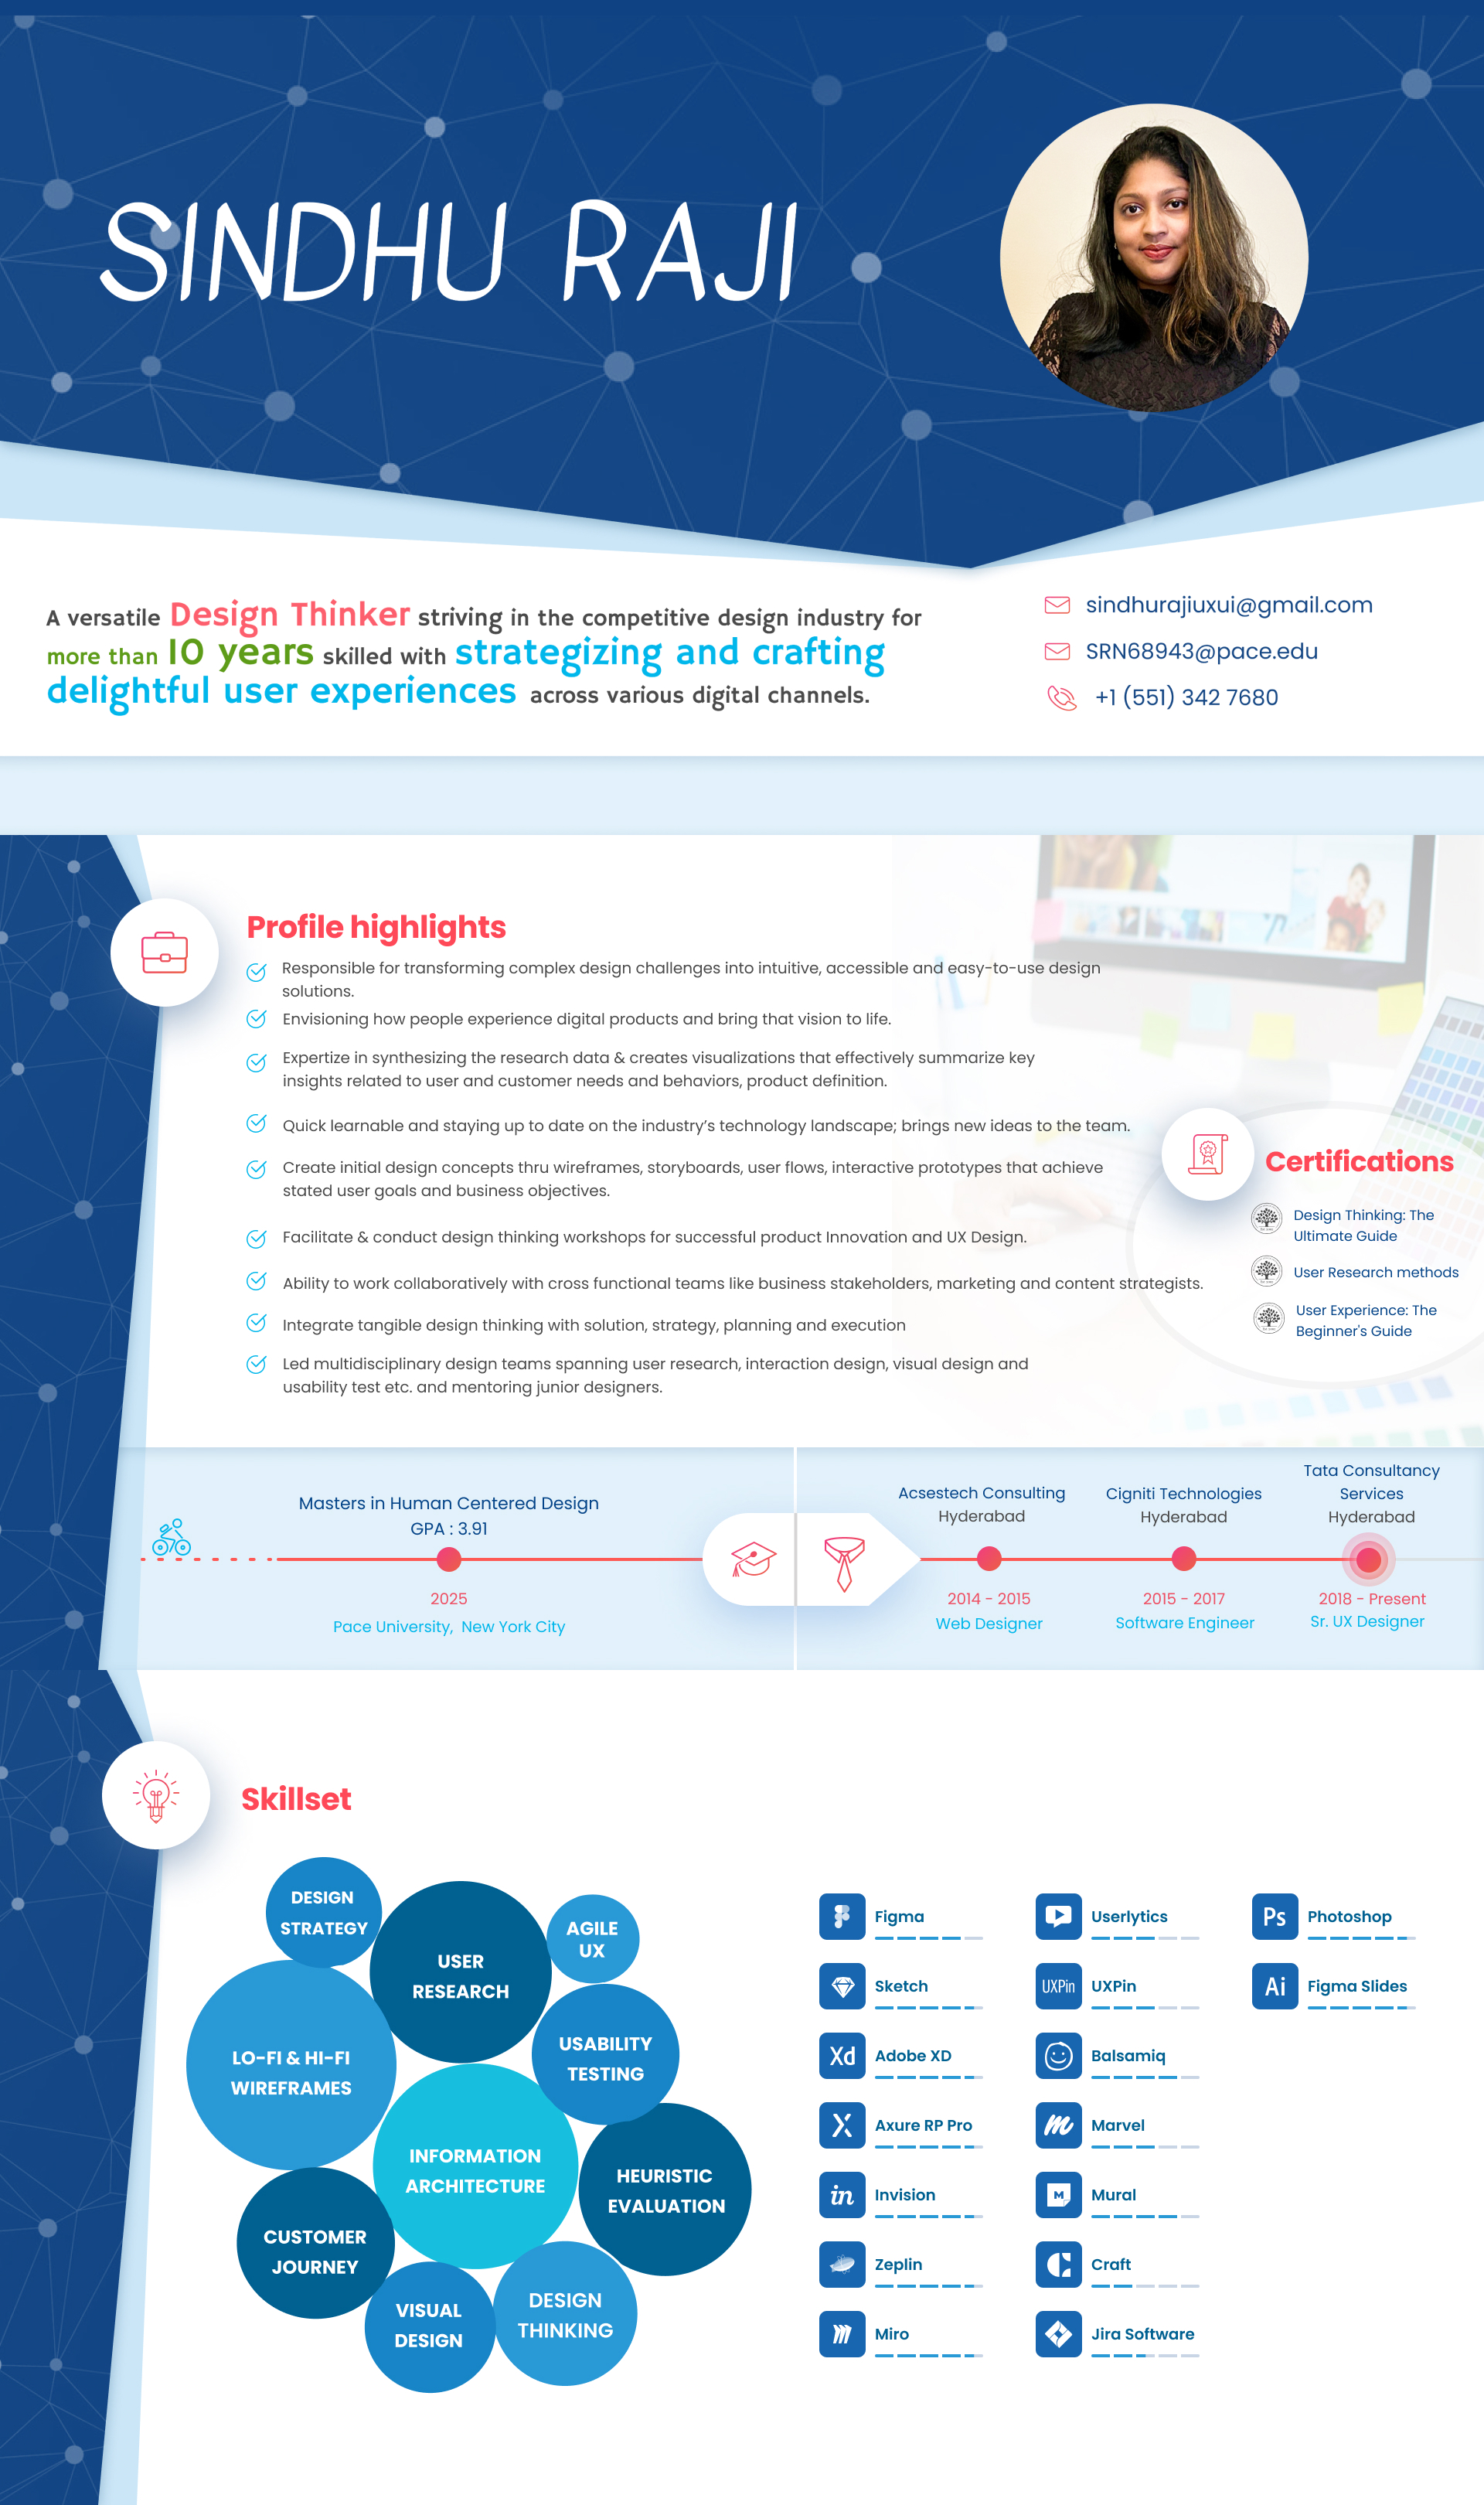 SINDHU RAJI
A versatile Design Thinker striving in the competitive design industry for
more than 10 years skilled with strategizing and crafting
delightful user experiences across various digital channels.
sindhurajiuxui@gmail.com
SRN68943@pace.edu
+1 (551) 342 7680
Profile highlights
Responsible for transforming complex design challenges into intuitive, accessible and easy-to-use design
solutions.
Envisioning how people experience digital products and bring that vision to life.
Expertize in synthesizing the research data & creates visualizations that effectively summarize key
insights related to user and customer needs and behaviors, product definition.
Quick learnable and staying up to date on the industry's technology landscape; brings new ideas to the team.
Create initial design concepts thru wireframes, storyboards, user flows, interactive prototypes that achieve
stated user goals and business objectives.
Facilitate & conduct design thinking workshops for successful product Innovation and UX Design.
Ability to work collaboratively with cross functional teams like business stakeholders, marketing and content strategists.
Integrate tangible design thinking with solution, strategy, planning and execution
Led multidisciplinary design teams spanning user research, interaction design, visual design and
usability test etc. and mentoring junior designers.
Certifications
Design Thinking: The
Ultimate Guide
User Research methods
User Experience: The
Beginner's Guide
Masters in Human Centered Design
GPA : 3.91
2025
Pace University, New York City
Acsestech Consulting
Hyderabad
2014 - 2015
Web Designer
Cigniti Technologies
Hyderabad
2015 - 2017
Software Engineer
Tata Consultancy
Services
Hyderabad
2018 - Present
Sr. UX Designer
Skillset
DESIGN
STRATEGY
USER
RESEARCH
AGILE
UX
LO-FI & HI-FI
WIREFRAMES
USABILITY
TESTING
INFORMATION
ARCHITECTURE
HEURISTIC
EVALUATION
CUSTOMER
JOURNEY
VISUAL
DESIGN
DESIGN
THINKING
Figma
Sketch
Xd Adobe XD
Axure RP Pro
in Invision
Zeplin
Miro
Userlytics
UXPin UXPin
Balsamiq
Marvel
M Mural
Craft
Jira Software
Ps Photoshop
Ai Figma Slides